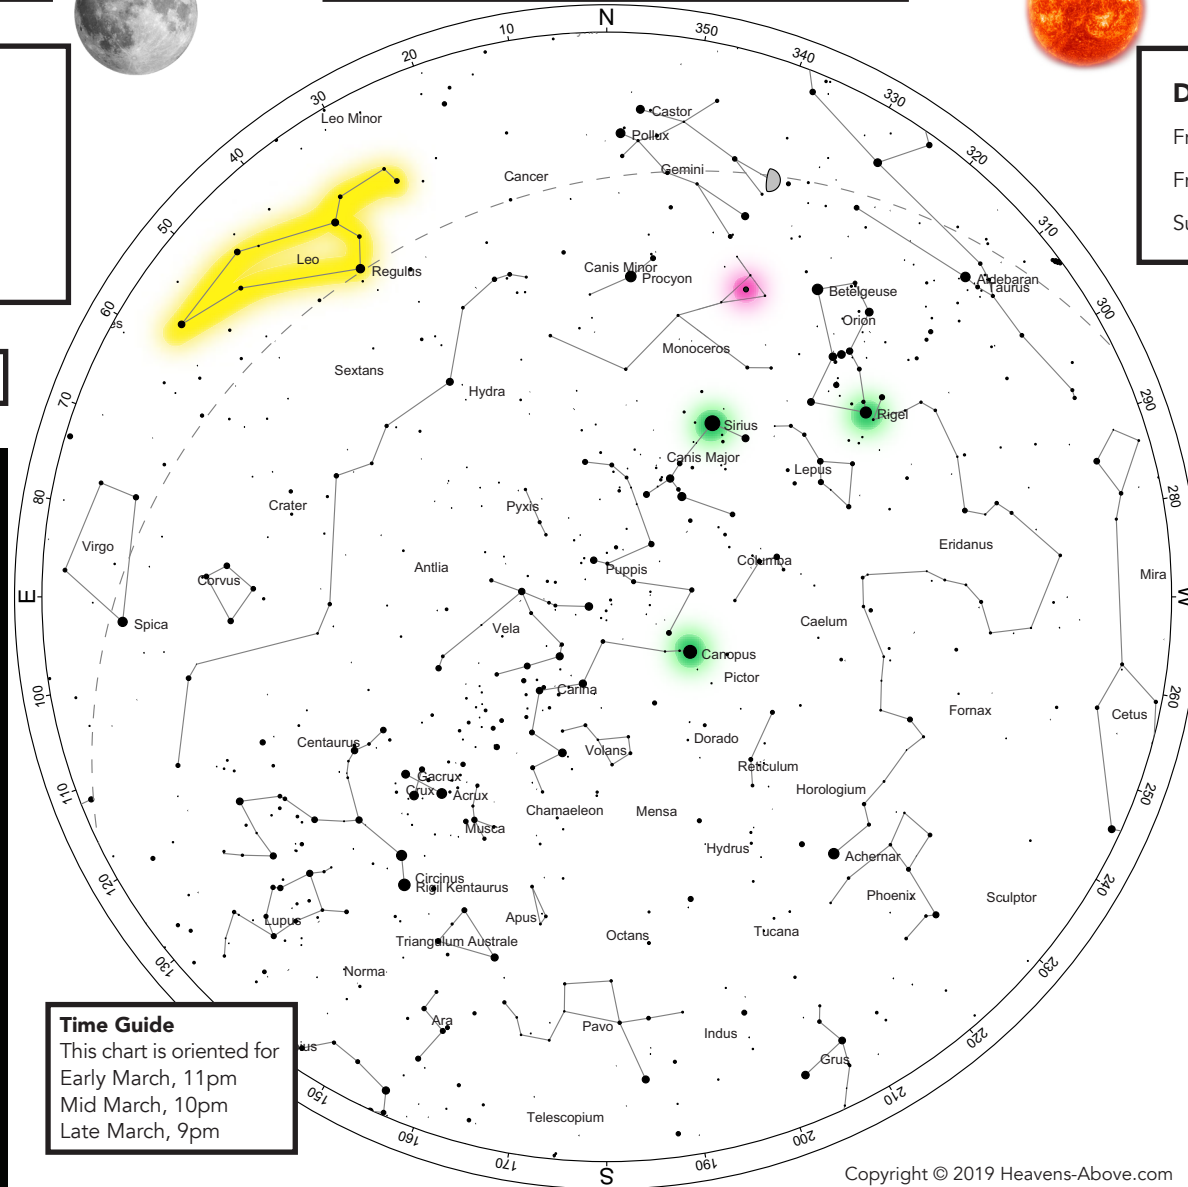 N
10
350
20
340
30
330
40
320
50
310
60
300
70
290
80
280
E
W
100
260
110
250
120
240
130
230
220
150
210
160
200
170
190
S
D
Fr
Fr
Su
Leo Minor
Castor
Pollux
Gemini
Cancer
Leo
Regulus
Canis Minor
Procyon
Betelgeuse
Orion
Aldebaran
Taurus
es
Monoceros
Sextans
Hydra
Sirius
Rigel
Canis Major
Lepus
Crater
Pyxis
Virgo
Corvus
Antlia
Puppis
Columba
Eridanus
Mira
Spica
Vela
Caelum
Canopus
Pictor
Carina
Fornax
Cetus
Centaurus
Volans
Dorado
Reticulum
Gacrux
Crux
Acrux
Chamaeleon
Mensa
Horologium
Musca
Hydrus
Achernar
Circinus
Rigil Kentaurus
Phoenix
Sculptor
Lupus
Apus
Triangulum Australe
Octans
Tucana
Norma
Ara
Pavo
Indus
Grus
ius
Telescopium
Time Guide
This chart is oriented for
Early March, 11pm
Mid March, 10pm
Late March, 9pm
Copyright © 2019 Heavens-Above.com